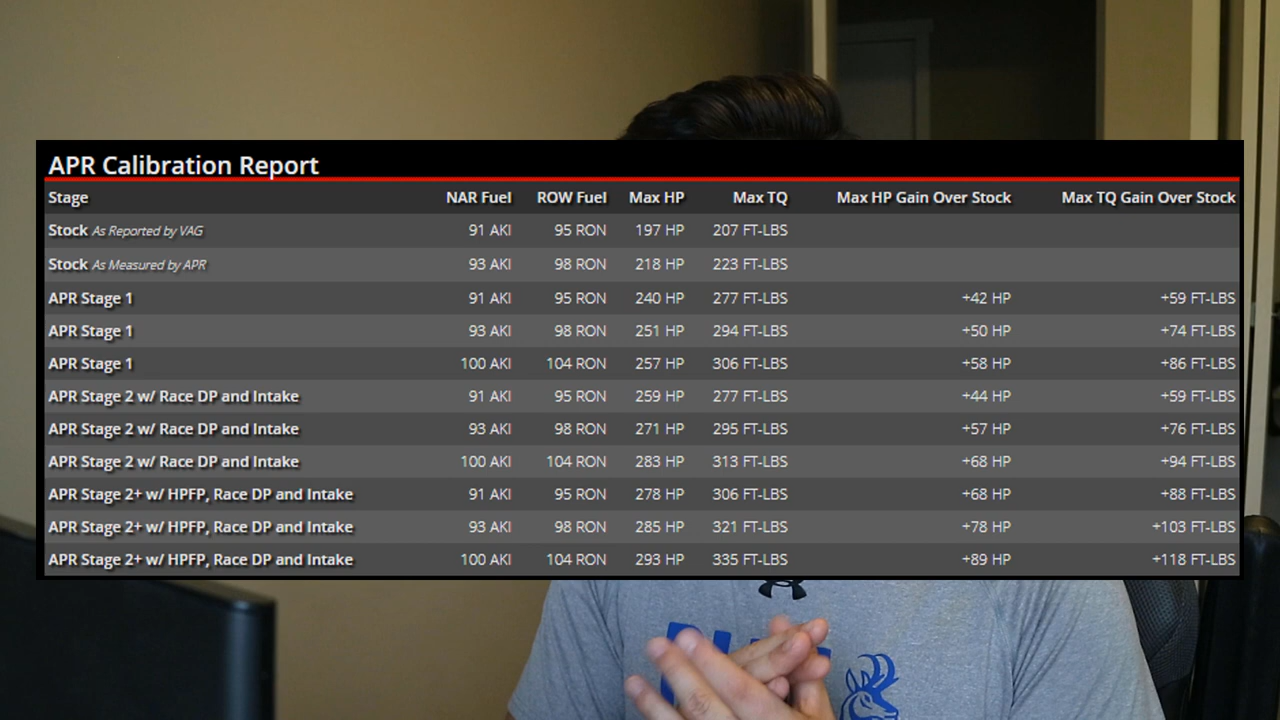 APR Calibration Report
Stage NAR Fuel ROW Fuel Max HP Max TQ Max HP Gain Over Stock Max TQ Gain Over Stock
Stock As Reported by VAG 91 AKI 95 RON 197 HP 207 FT-LBS
Stock As Measured by APR 93 AKI 98 RON 218 HP 223 FT-LBS
APR Stage 1 91 AKI 95 RON 240 HP 277 FT-LBS +42 HP +59 FT-LBS
APR Stage 1 93 AKI 98 RON 251 HP 294 FT-LBS +50 HP +74 FT-LBS
APR Stage 1 100 AKI 104 RON 257 HP 306 FT-LBS +58 HP +86 FT-LBS
APR Stage 2 w/ Race DP and Intake 91 AKI 95 RON 259 HP 277 FT-LBS +44 HP +59 FT-LBS
APR Stage 2 w/ Race DP and Intake 93 AKI 98 RON 271 HP 295 FT-LBS +57 HP +76 FT-LBS
APR Stage 2 w/ Race DP and Intake 100 AKI 104 RON 283 HP 313 FT-LBS +68 HP +94 FT-LBS
APR Stage 2+ w/ HPFP, Race DP and Intake 91 AKI 95 RON 278 HP 306 FT-LBS +68 HP +88 FT-LBS
APR Stage 2+ w/ HPFP, Race DP and Intake 93 AKI 98 RON 285 HP 321 FT-LBS +78 HP +103 FT-LBS
APR Stage 2+ w/ HPFP, Race DP and Intake 100 AKI 104 RON 293 HP 335 FT-LBS +89 HP +118 FT-LBS